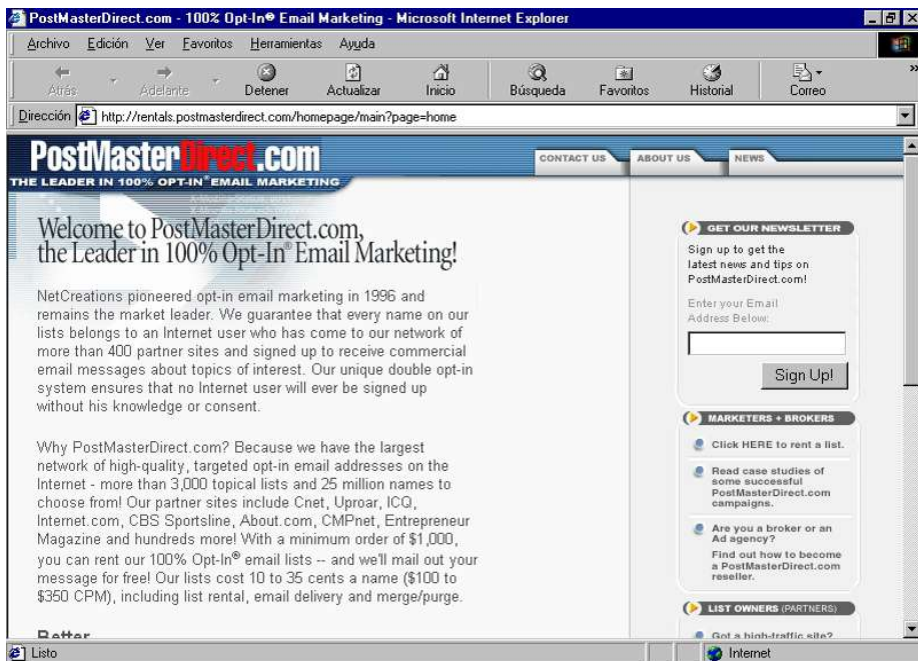 PostMasterDirect.com - 100% Opt-In® Email Marketing - Microsoft Internet Explorer
Archivo Edición Ver Favoritos Herramientas Ayuda
Atrás Adelante Detener Actualizar Inicio Búsqueda Favoritos Historial Correo
Dirección http://rentals.postmasterdirect.com/homepage/main?page=home
PostMasterDirect.com
THE LEADER IN 100% OPT-IN® EMAIL MARKETING
CONTACT US ABOUT US NEWS
Welcome to PostMasterDirect.com,
the Leader in 100% Opt-In® Email Marketing!
NetCreations pioneered opt-in email marketing in 1996 and
remains the market leader. We guarantee that every name on our
lists belongs to an Internet user who has come to our network of
more than 400 partner sites and signed up to receive commercial
email messages about topics of interest. Our unique double opt-in
system ensures that no Internet user will ever be signed up
without his knowledge or consent.
Why PostMasterDirect.com? Because we have the largest
network of high-quality, targeted opt-in email addresses on the
Internet - more than 3,000 topical lists and 25 million names to
choose from! Our partner sites include Cnet, Uproar, ICQ,
Internet.com, CBS Sportsline, About.com, CMPnet, Entrepreneur
Magazine and hundreds more! With a minimum order of $1,000,
you can rent our 100% Opt-In® email lists -- and we'll mail out your
message for free! Our lists cost 10 to 35 cents a name ($100 to
$350 CPM), including list rental, email delivery and merge/purge.
Better
GET OUR NEWSLETTER
Sign up to get the
latest news and tips on
PostMasterDirect.com!
Enter your Email
Address Below:
Sign Up!
MARKETERS + BROKERS
Click HERE to rent a list.
Read case studies of
some successful
PostMasterDirect.com
campaigns.
Are you a broker or an
Ad agency?
Find out how to become
a PostMasterDirect.com
reseller.
LIST OWNERS (PARTNERS)
Got a high-traffic site?
Listo Internet